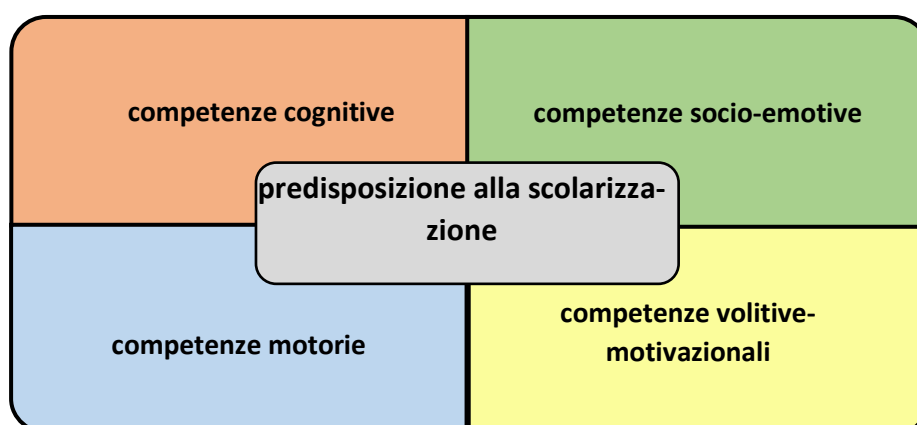 competenze cognitive
competenze socio-emotive
predisposizione alla scolarizza-
zione
competenze motorie
competenze volitive-
motivazionali